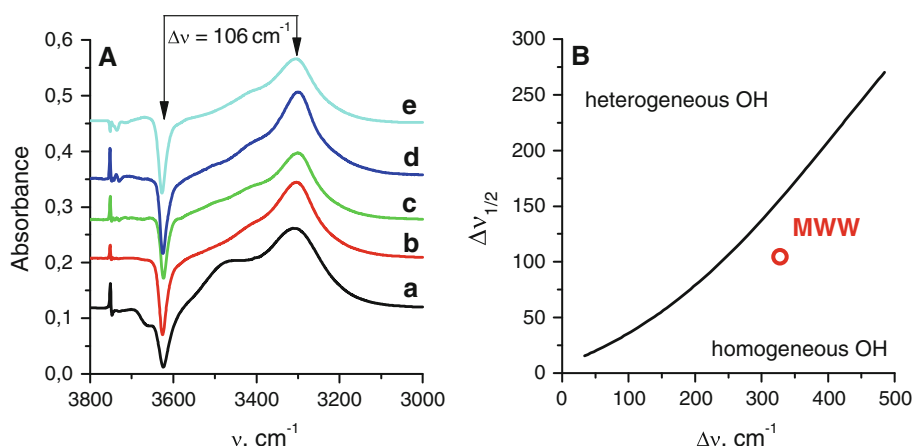 A
Δν = 106 cm⁻¹
0,6
0,5
0,4
0,3
0,2
0,1
0,0
Absorbance
e
d
c
b
a
3800
3600
3400
3200
3000
ν, cm⁻¹
B
300
250
200
150
100
50
0
Δν₁/₂
heterogeneous OH
MWW
homogeneous OH
0
100
200
300
400
500
Δν, cm⁻¹